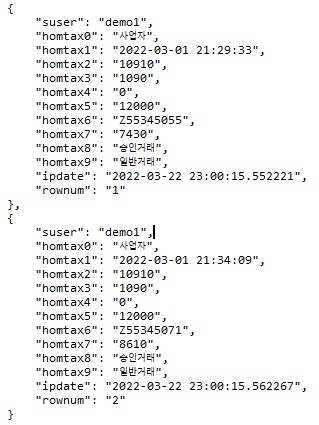 {
"suser": "demo1",
"homtax0": "사업자",
"homtax1": "2022-03-01 21:29:33",
"homtax2": "10910",
"homtax3": "1090",
"homtax4": "0",
"homtax5": "12000",
"homtax6": "Z55345055",
"homtax7": "7430",
"homtax8": "승인거래",
"homtax9": "일반거래",
"ipdate": "2022-03-22 23:00:15.552221",
"rownum": "1"
},
{
"suser": "demo1",
"homtax0": "사업자",
"homtax1": "2022-03-01 21:34:09",
"homtax2": "10910",
"homtax3": "1090",
"homtax4": "0",
"homtax5": "12000",
"homtax6": "Z55345071",
"homtax7": "8610",
"homtax8": "승인거래",
"homtax9": "일반거래",
"ipdate": "2022-03-22 23:00:15.562267",
"rownum": "2"
}